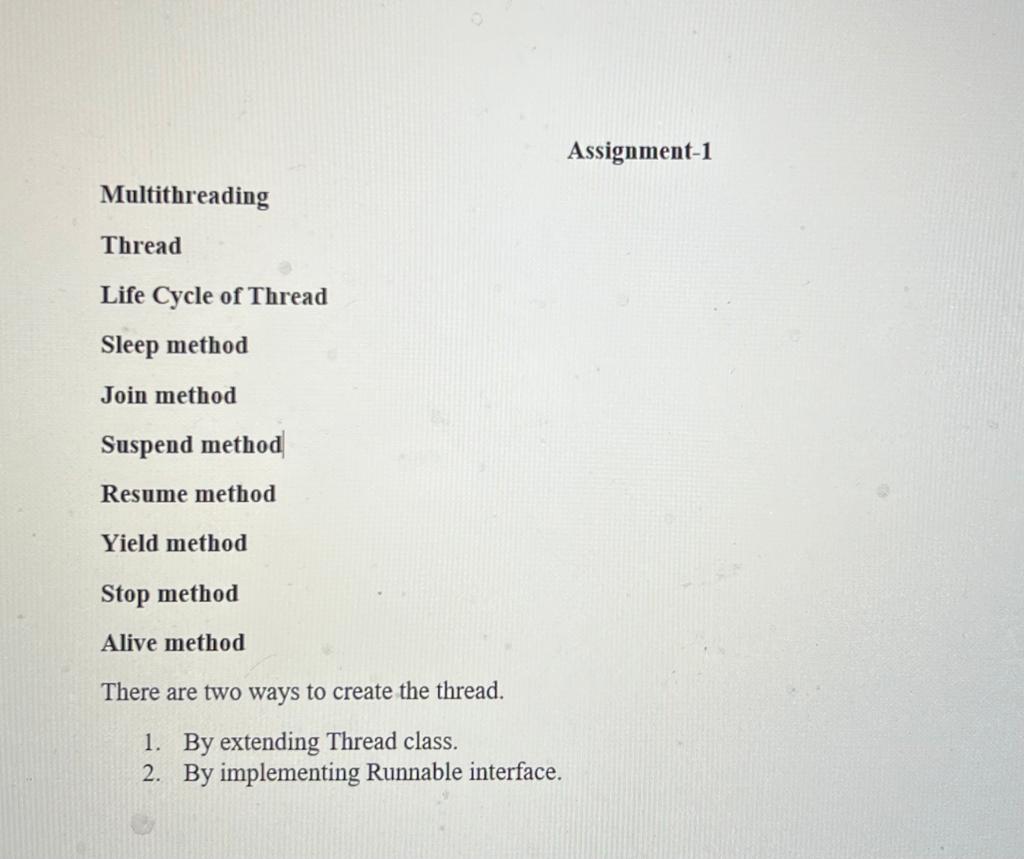 Assignment-1
Multithreading
Thread
Life Cycle of Thread
Sleep method
Join method
Suspend method
Resume method
Yield method
Stop method
Alive method
There are two ways to create the thread.
1. By extending Thread class.
2. By implementing Runnable interface.